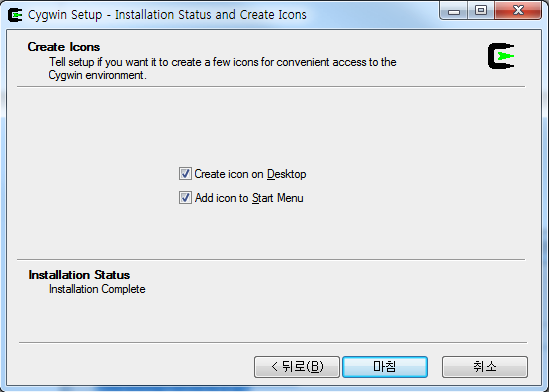 Cygwin Setup - Installation Status and Create Icons
Create Icons
Tell setup if you want it to create a few icons for convenient access to the
Cygwin environment.
Create icon on Desktop
Add icon to Start Menu
Installation Status
Installation Complete
< 뒤로(B)
마침
취소